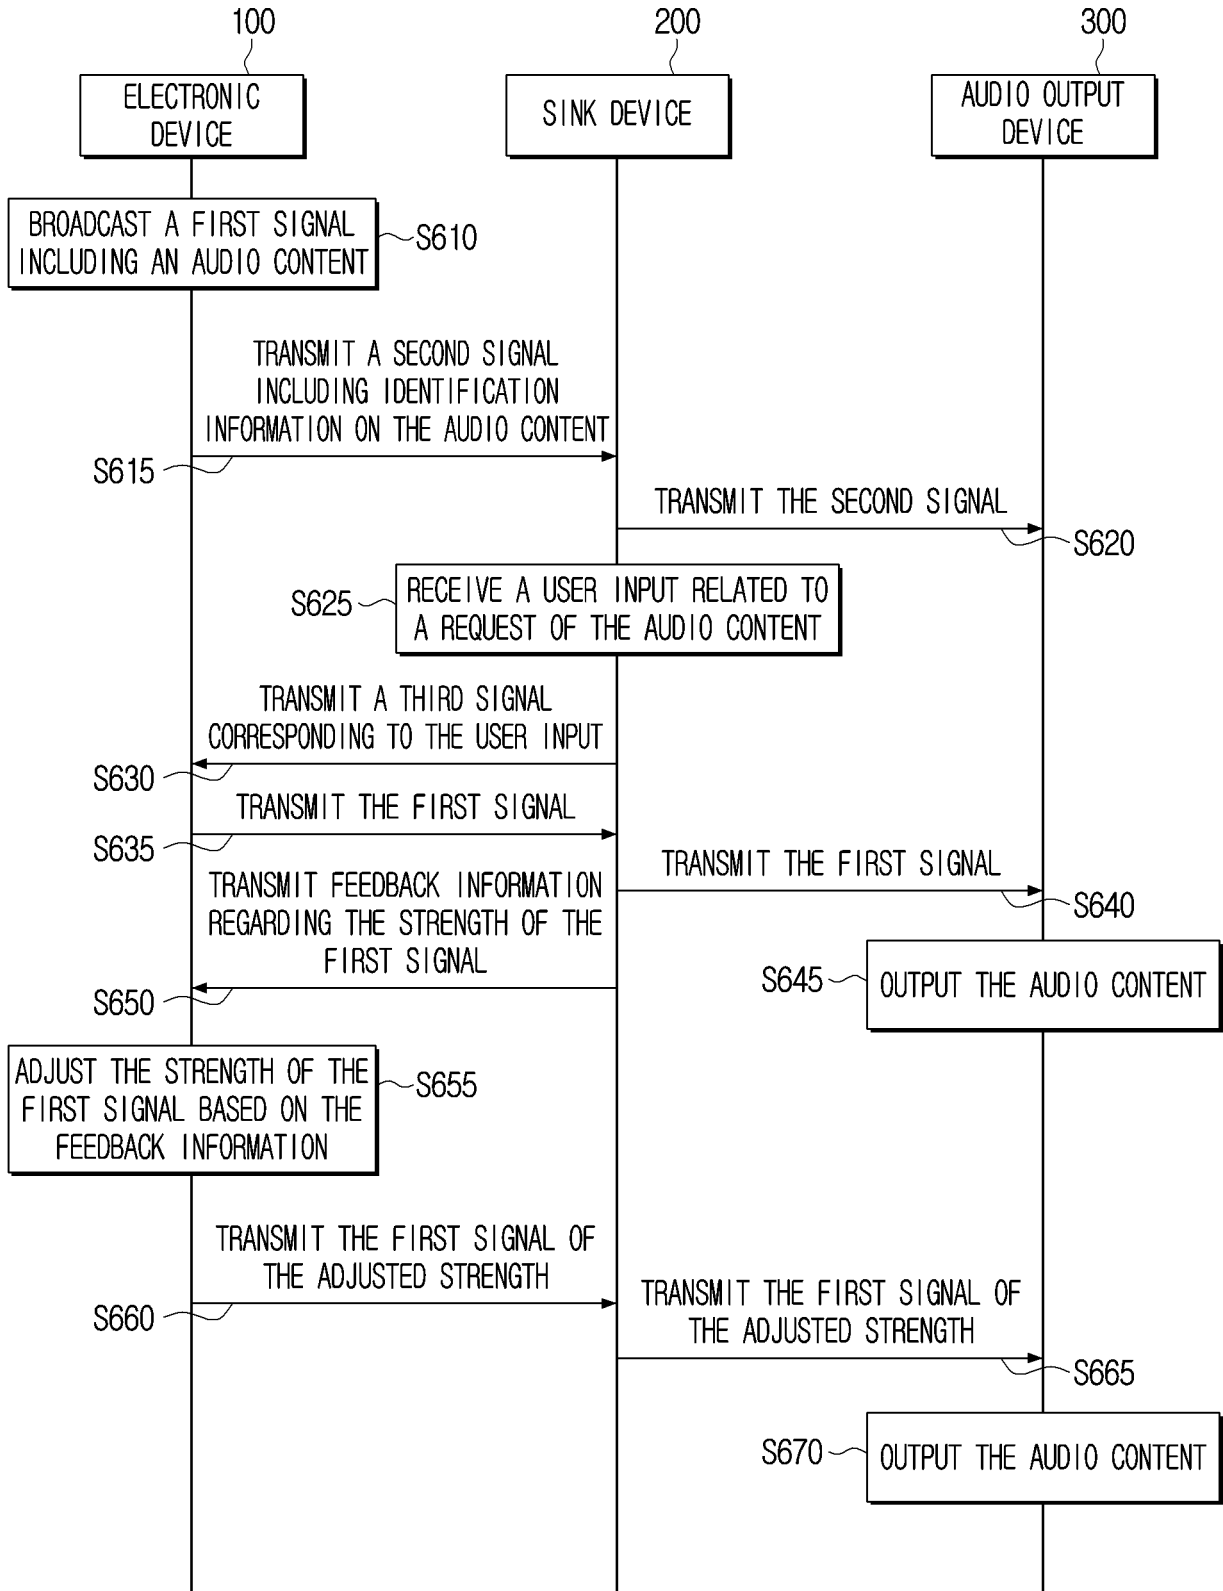 100
200
300
ELECTRONIC
DEVICE
SINK DEVICE
AUDIO OUTPUT
DEVICE
BROADCAST A FIRST SIGNAL
INCLUDING AN AUDIO CONTENT
S610
TRANSMIT A SECOND SIGNAL
INCLUDING IDENTIFICATION
INFORMATION ON THE AUDIO CONTENT
S615
TRANSMIT THE SECOND SIGNAL
S620
S625
RECEIVE A USER INPUT RELATED TO
A REQUEST OF THE AUDIO CONTENT
TRANSMIT A THIRD SIGNAL
CORRESPONDING TO THE USER INPUT
S630
TRANSMIT THE FIRST SIGNAL
S635
TRANSMIT THE FIRST SIGNAL
S640
TRANSMIT FEEDBACK INFORMATION
REGARDING THE STRENGTH OF THE
FIRST SIGNAL
S650
S645
OUTPUT THE AUDIO CONTENT
ADJUST THE STRENGTH OF THE
FIRST SIGNAL BASED ON THE
FEEDBACK INFORMATION
S655
TRANSMIT THE FIRST SIGNAL OF
THE ADJUSTED STRENGTH
S660
TRANSMIT THE FIRST SIGNAL OF
THE ADJUSTED STRENGTH
S665
S670
OUTPUT THE AUDIO CONTENT